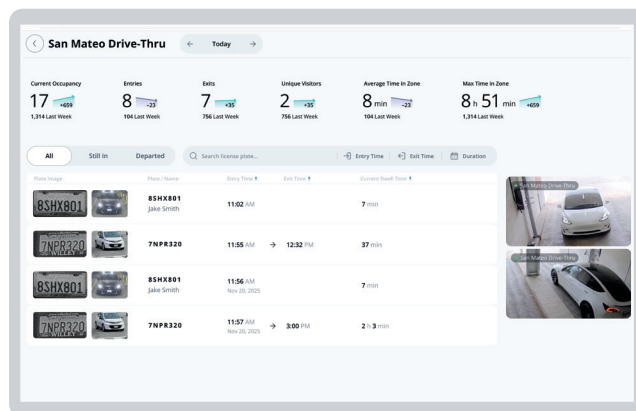 San Mateo Drive-Thru
Today
Current Occupancy
17 +659
1,314 Last Week
Entries
8 -23
104 Last Week
Exits
7 +35
756 Last Week
Unique Visitors
2 +35
756 Last Week
Average Time in Zone
8 min -23
104 Last Week
Max Time in Zone
8 h 51 min +659
1,314 Last Week
All
Still In
Departed
Search license plate...
Entry Time
Exit Time
Duration
Plate Image
Plate / Name
Entry Time
Exit Time
Current Dwell Time
8SHX801
8SHX801
Jake Smith
11:02 AM
7 min
7NPR320
WILLEY
7NPR320
11:55 AM → 12:32 PM
37 min
8SHX801
8SHX801
Jake Smith
11:56 AM
Nov 20, 2025
7 min
7NPR320
WILLEY
7NPR320
11:57 AM → 3:00 PM
Nov 20, 2025
2 h 3 min
San Mateo Drive-Thru
San Mateo Drive-Thru